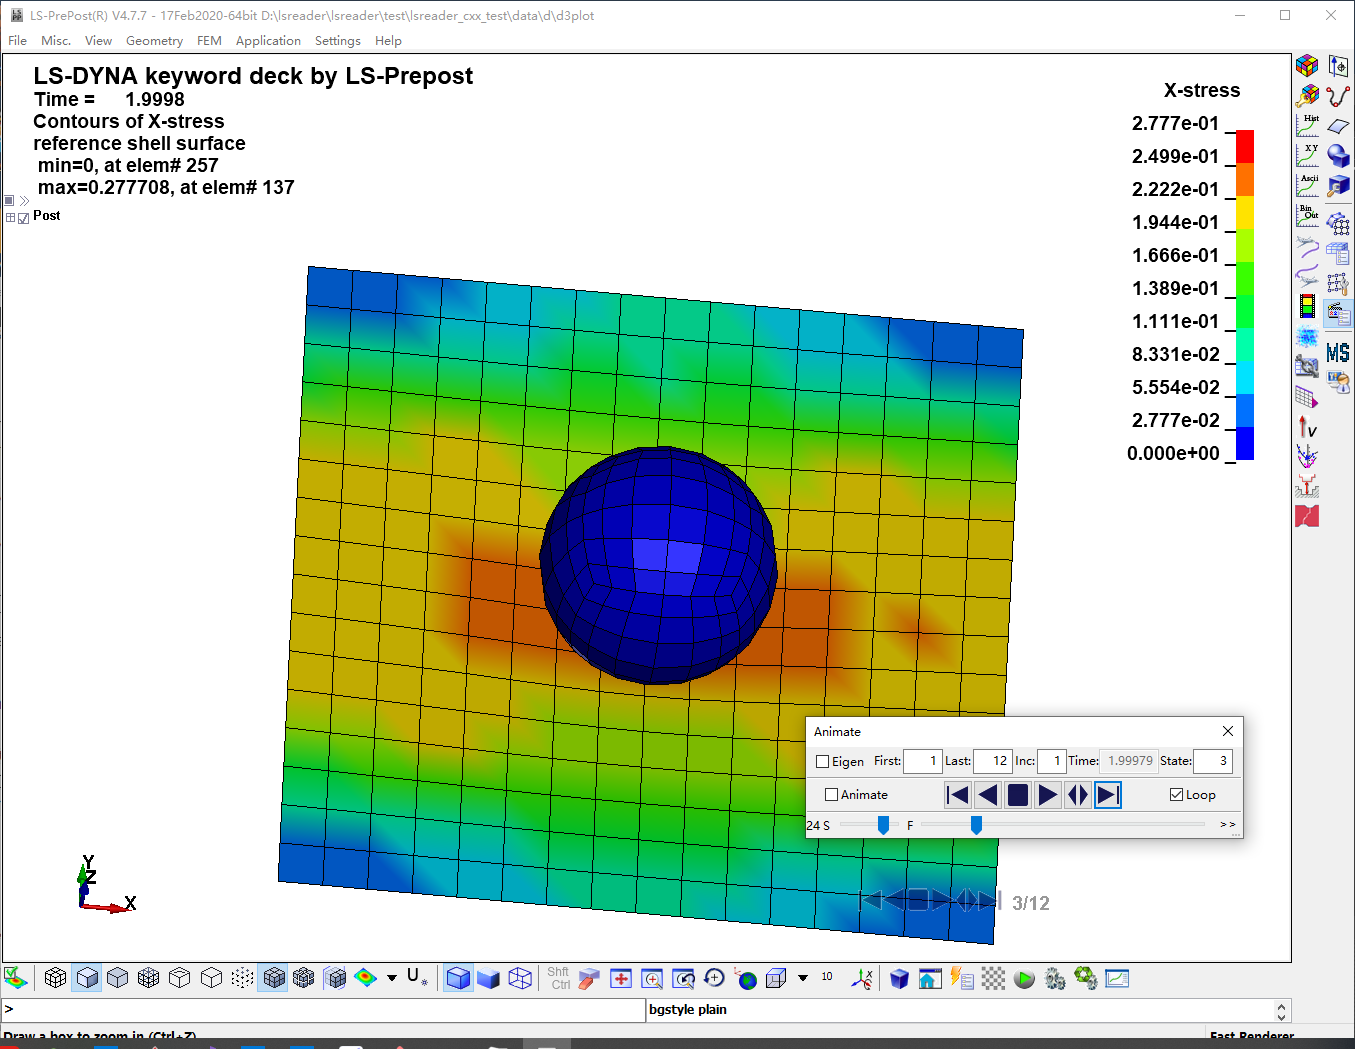 LS-PrePost(R) V4.7.7 - 17Feb2020-64bit D:\lsreader\lsreader\test\lsreader_cxx_test\data\d\d3plot
File Misc. View Geometry FEM Application Settings Help
LS-DYNA keyword deck by LS-Prepost
Time = 1.9998
Contours of X-stress
reference shell surface
min=0, at elem# 257
max=0.277708, at elem# 137
Post
X-stress
2.777e-01
2.499e-01
2.222e-01
1.944e-01
1.666e-01
1.389e-01
1.111e-01
8.331e-02
5.554e-02
2.777e-02
0.000e+00
Hist
X Y
Ascii
Bin
Out
MS
V
Animate
Eigen First: 1 Last: 12 Inc: 1 Time: 1.99979 State: 3
Animate Loop
24 S F >>
3/12
Y
Z
X
U
Shft
Ctrl
10
>
bgstyle plain
Draw a box to zoom in (Ctrl+Z)
Fast Renderer